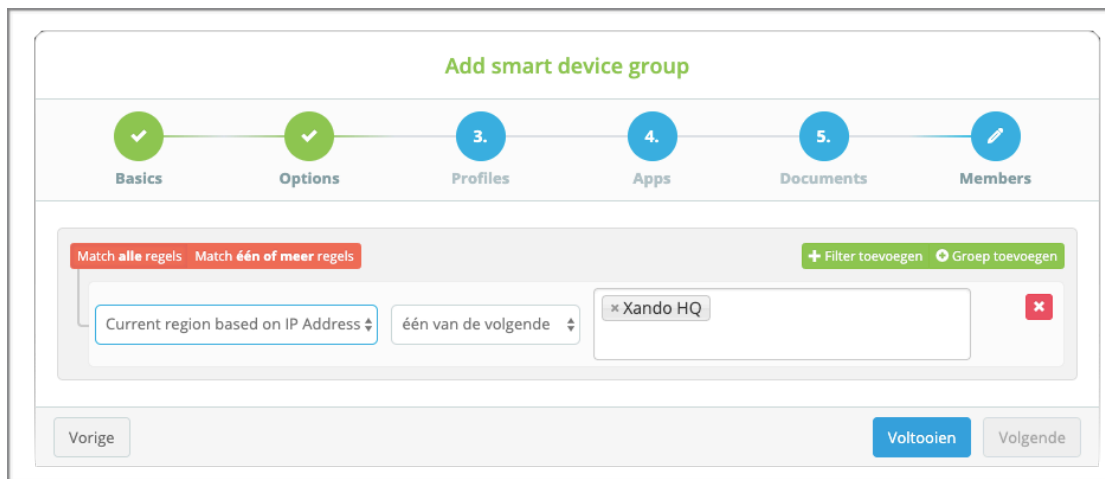 Add smart device group
3. 4. 5.
Basics Options Profiles Apps Documents Members
Match alle regels Match één of meer regels + Filter toevoegen Groep toevoegen
Current region based on IP Address één van de volgende × Xando HQ
Vorige Voltooien Volgende